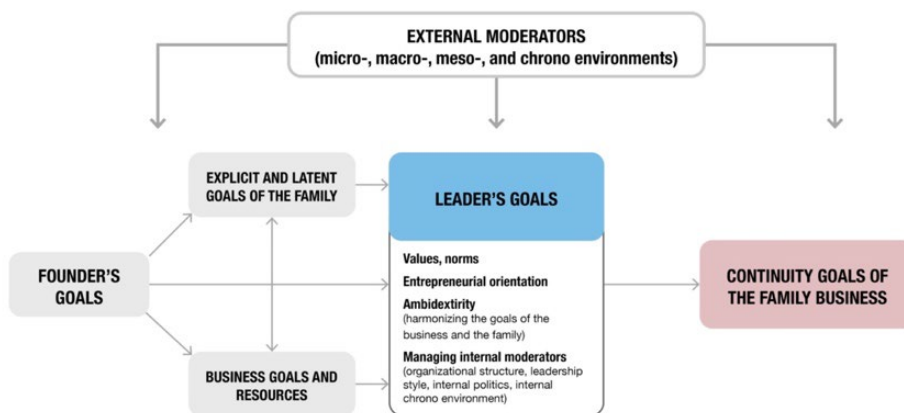 EXTERNAL MODERATORS
(micro-, macro-, meso-, and chrono environments)
EXPLICIT AND LATENT
GOALS OF THE FAMILY
LEADER'S GOALS
FOUNDER'S
GOALS
Values, norms
Entrepreneurial orientation
Ambidextirity
(harmonizing the goals of the
business and the family)
Managing internal moderators
(organizational structure, leadership
style, internal politics, internal
chrono environment)
BUSINESS GOALS AND
RESOURCES
CONTINUITY GOALS OF
THE FAMILY BUSINESS